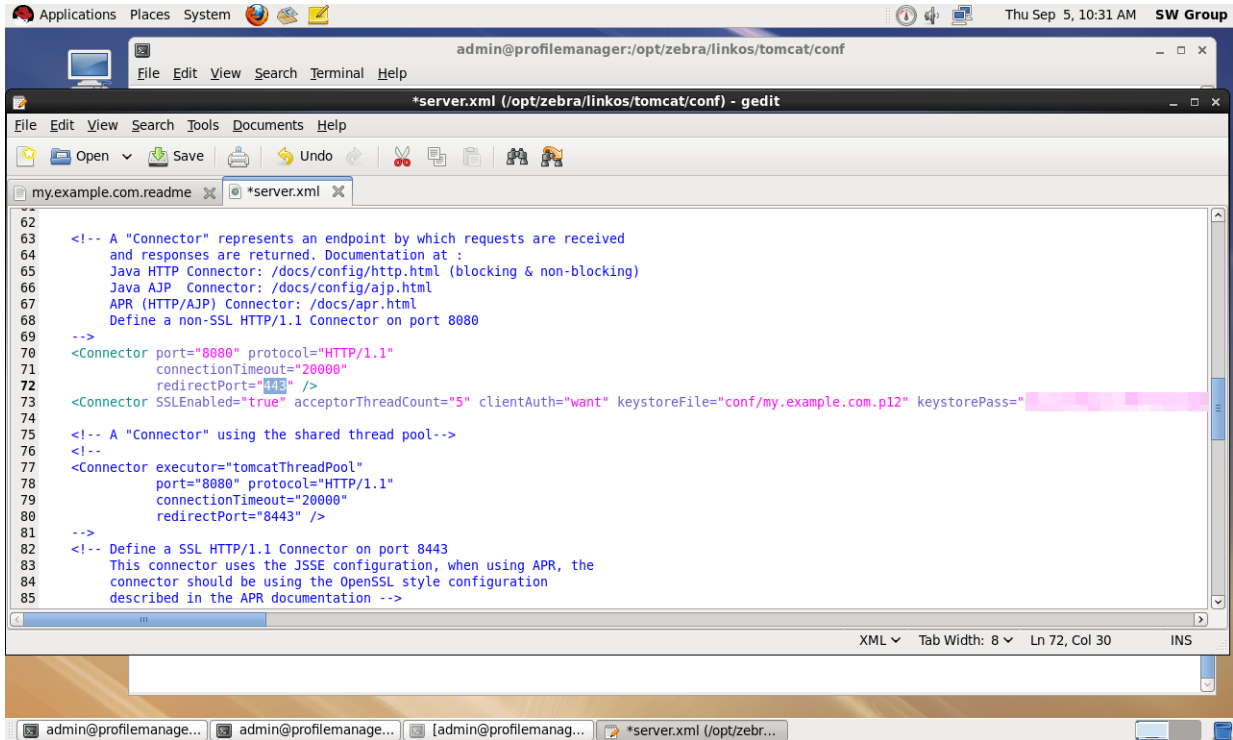 Applications Places System Thu Sep 5, 10:31 AM SW Group
admin@profilemanager:/opt/zebra/linkos/tomcat/conf
File Edit View Search Terminal Help
*server.xml (/opt/zebra/linkos/tomcat/conf) - gedit
File Edit View Search Tools Documents Help
Open Save Undo
my.example.com.readme *server.xml
62
63 <!-- A "Connector" represents an endpoint by which requests are received
64 and responses are returned. Documentation at :
65 Java HTTP Connector: /docs/config/http.html (blocking & non-blocking)
66 Java AJP Connector: /docs/config/ajp.html
67 APR (HTTP/AJP) Connector: /docs/apr.html
68 Define a non-SSL HTTP/1.1 Connector on port 8080
69 -->
70 <Connector port="8080" protocol="HTTP/1.1"
71 connectionTimeout="20000"
72 redirectPort="443" />
73 <Connector SSLEnabled="true" acceptorThreadCount="5" clientAuth="want" keystoreFile="conf/my.example.com.p12" keystorePass="
74
75 <!-- A "Connector" using the shared thread pool-->
76 <!--
77 <Connector executor="tomcatThreadPool"
78 port="8080" protocol="HTTP/1.1"
79 connectionTimeout="20000"
80 redirectPort="8443" />
81 -->
82 <!-- Define a SSL HTTP/1.1 Connector on port 8443
83 This connector uses the JSSE configuration, when using APR, the
84 connector should be using the OpenSSL style configuration
85 described in the APR documentation -->
XML Tab Width: 8 Ln 72, Col 30 INS
admin@profilemanage... admin@profilemanage... [admin@profilemanag... *server.xml (/opt/zebr...